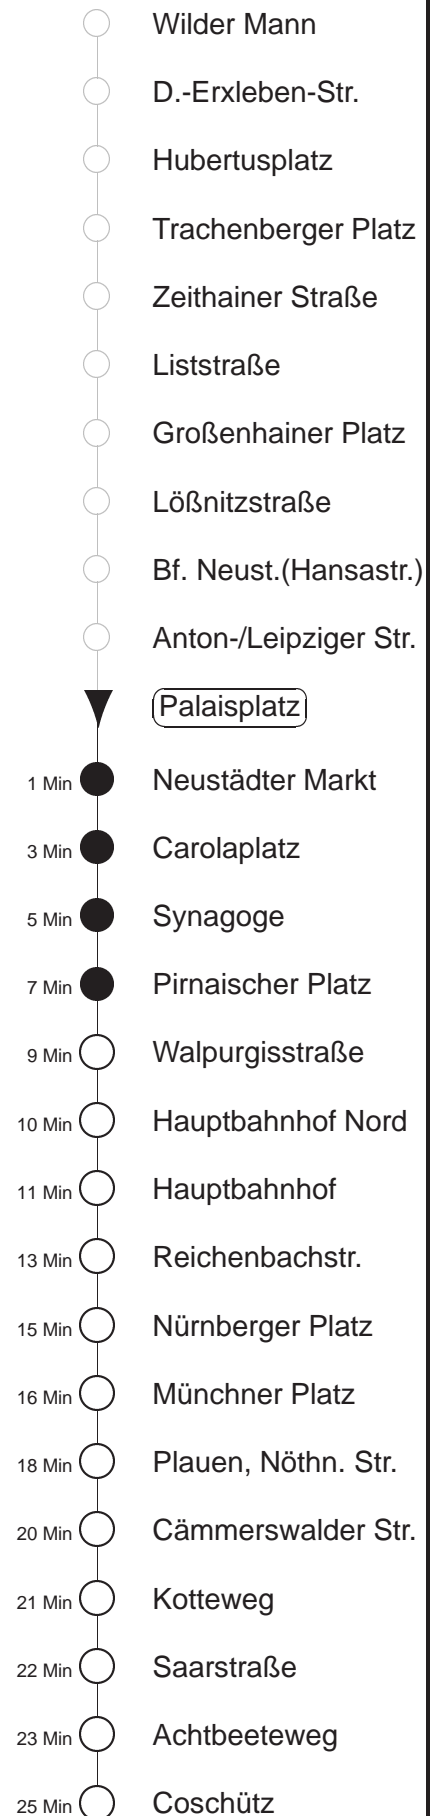 Wilder Mann
D.-Erxleben-Str.
Hubertusplatz
Trachenberger Platz
Zeithainer Straße
Liststraße
Großenhainer Platz
Lößnitzstraße
Bf. Neust.(Hansastr.)
Anton-/Leipziger Str.
Palaisplatz
1 Min Neustädter Markt
3 Min Carolaplatz
5 Min Synagoge
7 Min Pirnaischer Platz
9 Min Walpurgisstraße
10 Min Hauptbahnhof Nord
11 Min Hauptbahnhof
13 Min Reichenbachstr.
15 Min Nürnberger Platz
16 Min Münchner Platz
18 Min Plauen, Nöthn. Str.
20 Min Cämmerswalder Str.
21 Min Kotteweg
22 Min Saarstraße
23 Min Achtbeeteweg
25 Min Coschütz